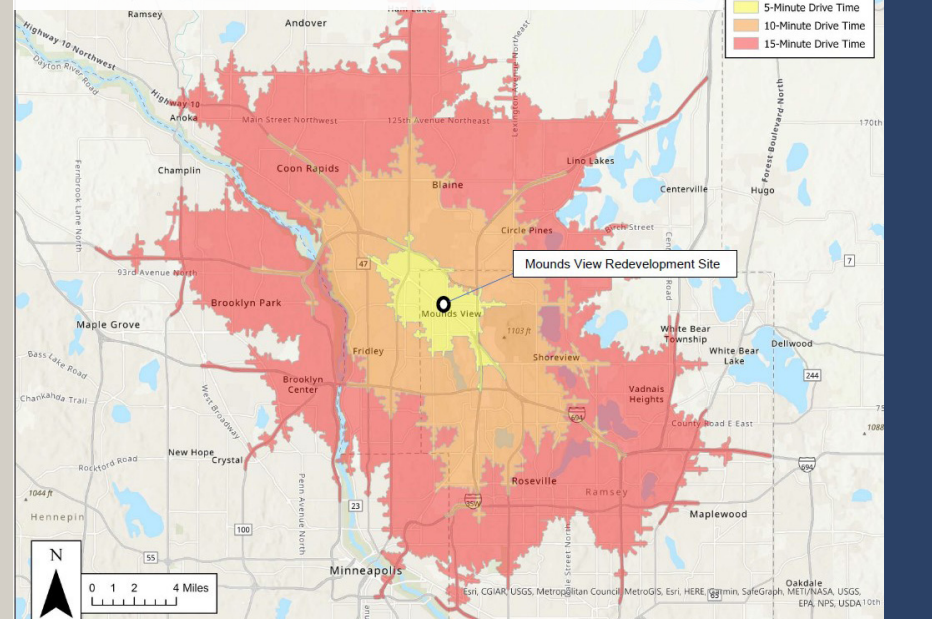 5-Minute Drive Time
10-Minute Drive Time
15-Minute Drive Time
Ramsey
Andover
Highway 10 Northwest
Dayton River Road
Highway 10
Anoka
Main Street Northwest
125th Avenue Northeast
Lexington Avenue Northeast
Forest Boulevard North
170th
Champlin
Coon Rapids
Blaine
Lino Lakes
Centerville
Hugo
Fernbrook Lane North
Circle Pines
Birch Street
47
Mounds View Redevelopment Site
7
93rd Avenue North
Brooklyn Park
Mounds View
Maple Grove
1103 ft
White Bear
Township
White Bear
Lake
Dellwood
Bass Lake Road
Fridley
Shoreview
244
Brooklyn
Center
Vadnais
Heights
West Broadway
694
County Road E East
75
1088
New Hope
Crystal
Rockford Road
694
Penn Avenue North
Roseville
Ramsey
1044 ft
Hennepin
23
Maplewood
100
55
N
Minneapolis
0 1 2 4 Miles
Oakdale
Esri, CGIAR, USGS, Metropolitan Council, MetroGIS, Esri, HERE, Garmin, SafeGraph, METI/NASA, USGS,
EPA, NPS, USDA
10th